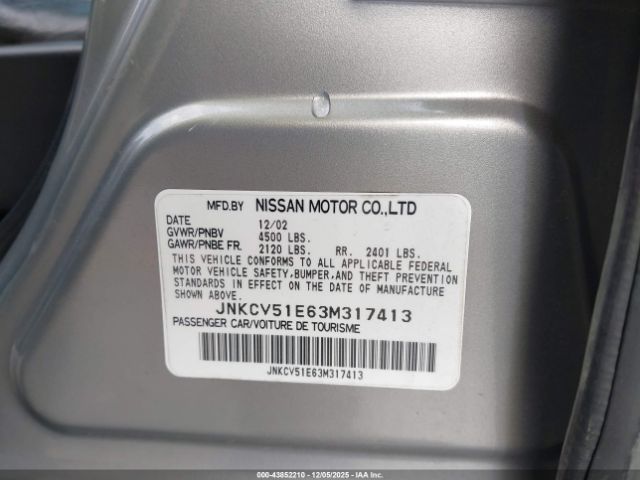 MFD.BY NISSAN MOTOR CO.,LTD
DATE 12/02
GVWR/PNBV 4500 LBS.
GAWR/PNBE FR. 2120 LBS. RR. 2401 LBS.
THIS VEHICLE CONFORMS TO ALL APPLICABLE FEDERAL
MOTOR VEHICLE SAFETY,BUMPER,AND THEFT PREVENTION
STANDARDS IN EFFECT ON THE DATE OF MANUFACTURE
SHOWN ABOVE.
JNKCV51E63M317413
PASSENGER CAR/VOITURE DE TOURISME
JNKCV51E63M317413
000-43852210 - 12/05/2025 - IAA, Inc.